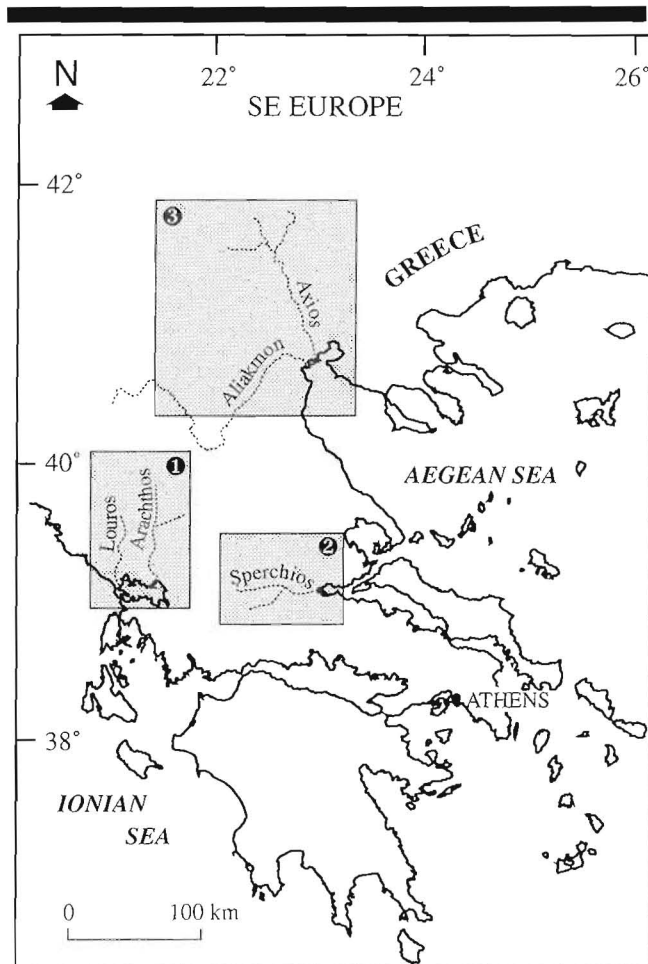 22° 24° 26°
N
SE EUROPE
42°
3
GREECE
Axios
Aliakmon
40°
1
AEGEAN SEA
Louros
Arachthos
2
Sperchios
ATHENS
38°
IONIAN
SEA
0 100 km